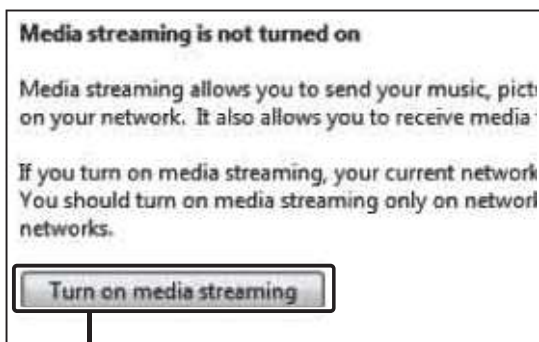 Media streaming is not turned on
Media streaming allows you to send your music, pict
on your network. It also allows you to receive media
If you turn on media streaming, your current network
You should turn on media streaming only on network
networks.
Turn on media streaming